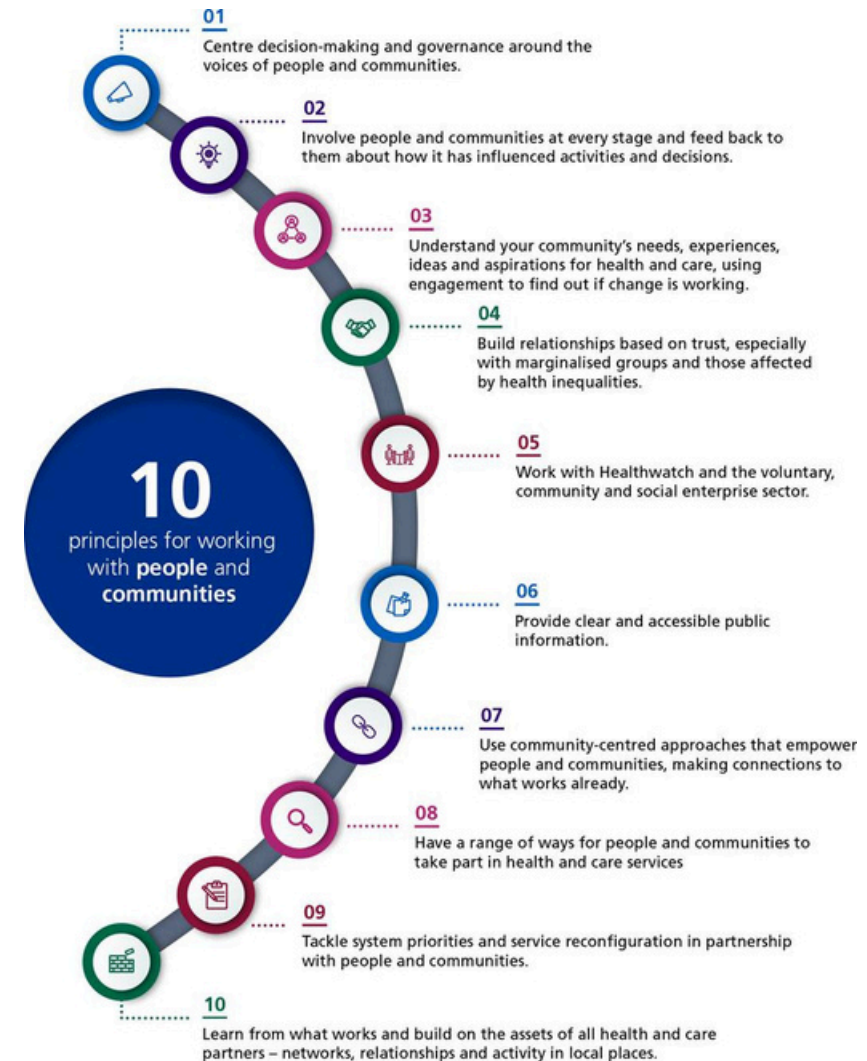 01
Centre decision-making and governance around the
voices of people and communities.
02
Involve people and communities at every stage and feed back to
them about how it has influenced activities and decisions.
03
Understand your community's needs, experiences,
ideas and aspirations for health and care, using
engagement to find out if change is working.
04
Build relationships based on trust, especially
with marginalised groups and those affected
by health inequalities.
05
Work with Healthwatch and the voluntary,
community and social enterprise sector.
10
principles for working
with people and
communities
06
Provide clear and accessible public
information.
07
Use community-centred approaches that empower
people and communities, making connections to
what works already.
08
Have a range of ways for people and communities to
take part in health and care services
09
Tackle system priorities and service reconfiguration in partnership
with people and communities.
10
Learn from what works and build on the assets of all health and care
partners – networks, relationships and activity in local places.